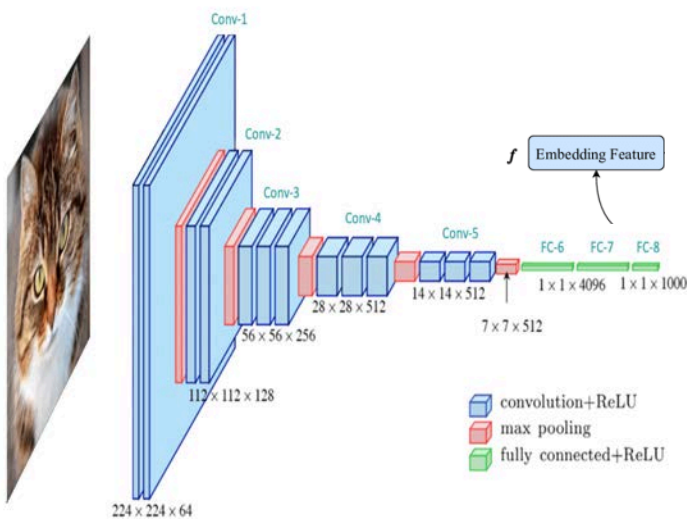 Conv-1
Conv-2
Conv-3
Conv-4
Conv-5
f Embedding Feature
FC-6 FC-7 FC-8
1 × 1 × 4096 1 × 1 × 1000
14 × 14 × 512
28 × 28 × 512
7 × 7 × 512
56 × 56 × 256
112 × 112 × 128
224 × 224 × 64
convolution+ReLU
max pooling
fully connected+ReLU